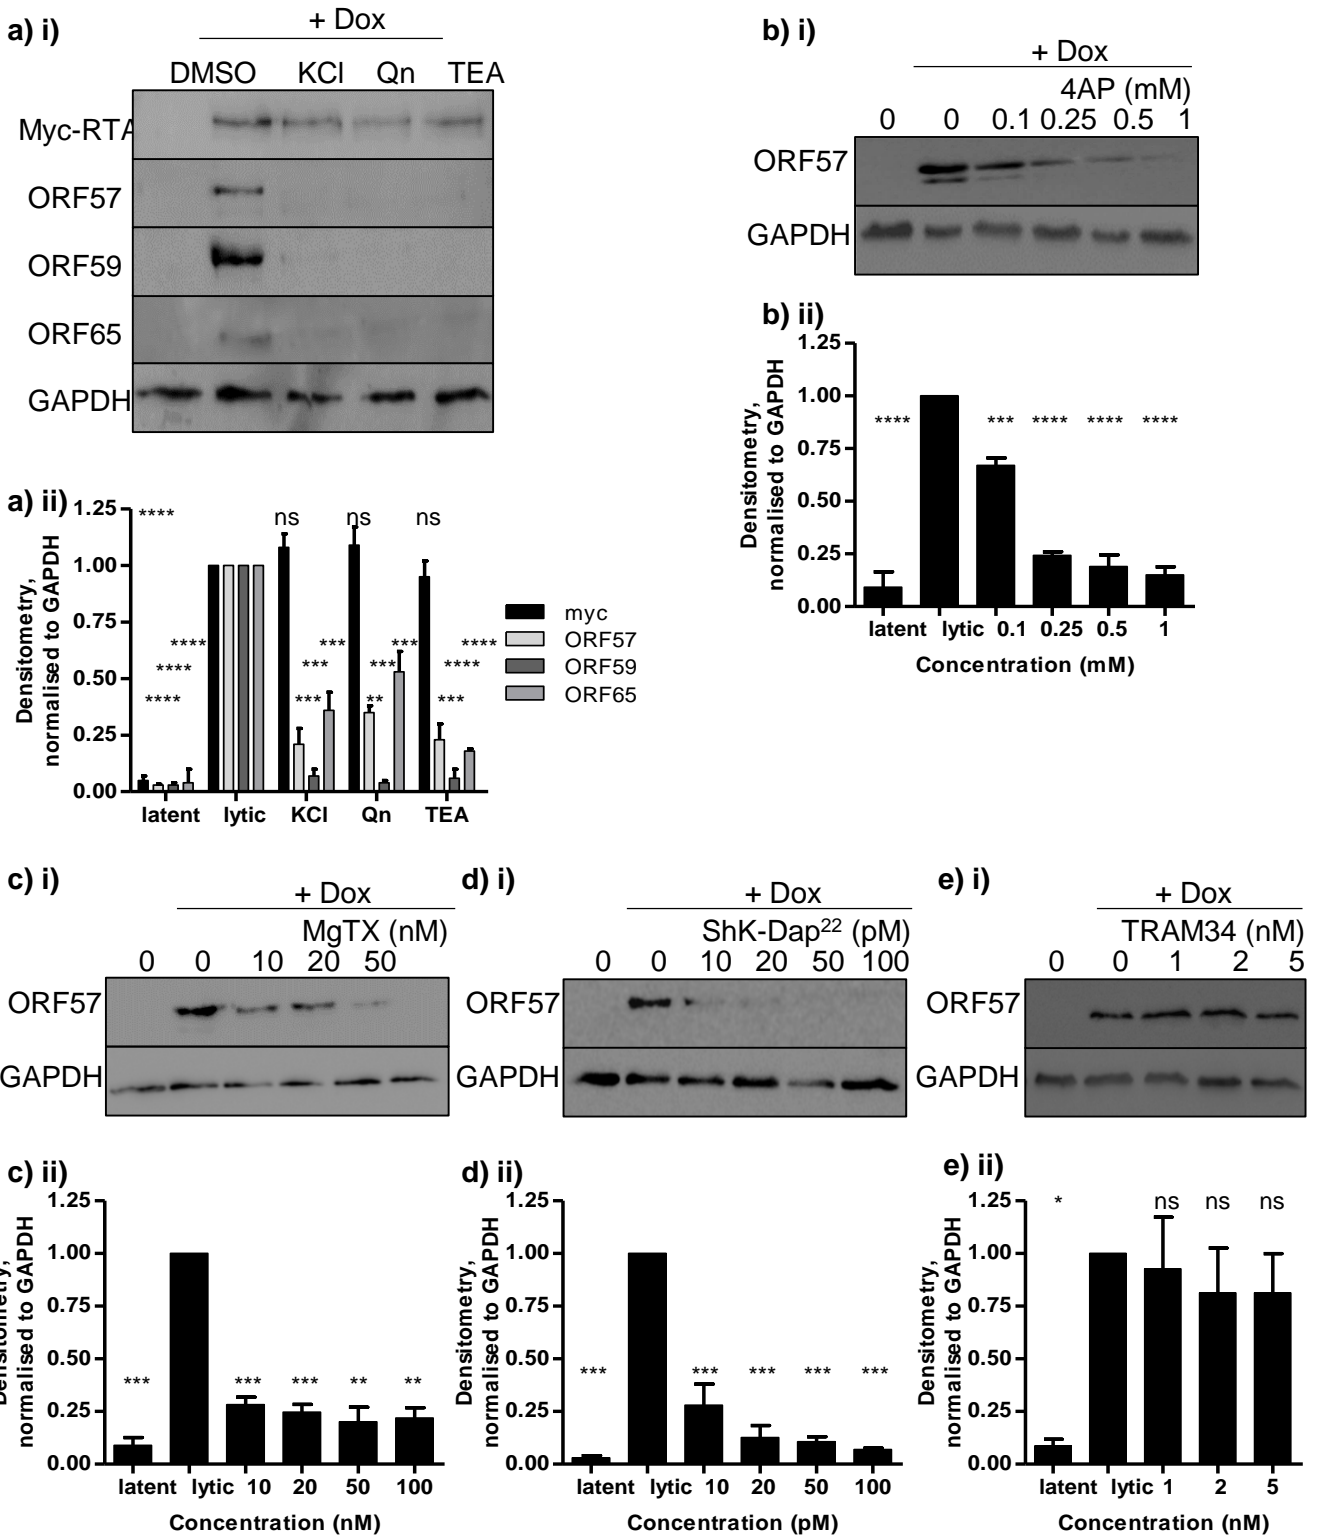 a) i)
+ Dox
DMSO KCl Qn TEA
Myc-RTA
ORF57
ORF59
ORF65
GAPDH
b) i)
+ Dox
4AP (mM)
0 0 0.1 0.25 0.5 1
ORF57
GAPDH
a) ii)
Densitometry,
normalised to GAPDH
1.25
1.00
0.75
0.50
0.25
0.00
**** ns ns ns
**** *** *** ****
**** *** *** ****
**** *** ** ***
latent lytic KCl Qn TEA
myc
ORF57
ORF59
ORF65
b) ii)
Densitometry,
normalised to GAPDH
1.25
1.00
0.75
0.50
0.25
0.00
**** *** **** **** ****
latent lytic 0.1 0.25 0.5 1
Concentration (mM)
c) i)
+ Dox
MgTX (nM)
0 0 10 20 50
ORF57
GAPDH
d) i)
+ Dox
ShK-Dap²² (pM)
0 0 10 20 50 100
ORF57
GAPDH
e) i)
+ Dox
TRAM34 (nM)
0 0 1 2 5
ORF57
GAPDH
c) ii)
Densitometry,
normalised to GAPDH
1.25
1.00
0.75
0.50
0.25
0.00
*** *** *** ** **
latent lytic 10 20 50 100
Concentration (nM)
d) ii)
Densitometry,
normalised to GAPDH
1.25
1.00
0.75
0.50
0.25
0.00
*** *** *** *** ***
latent lytic 10 20 50 100
Concentration (pM)
e) ii)
Densitometry,
normalised to GAPDH
1.25
1.00
0.75
0.50
0.25
0.00
* ns ns ns
latent lytic 1 2 5
Concentration (nM)